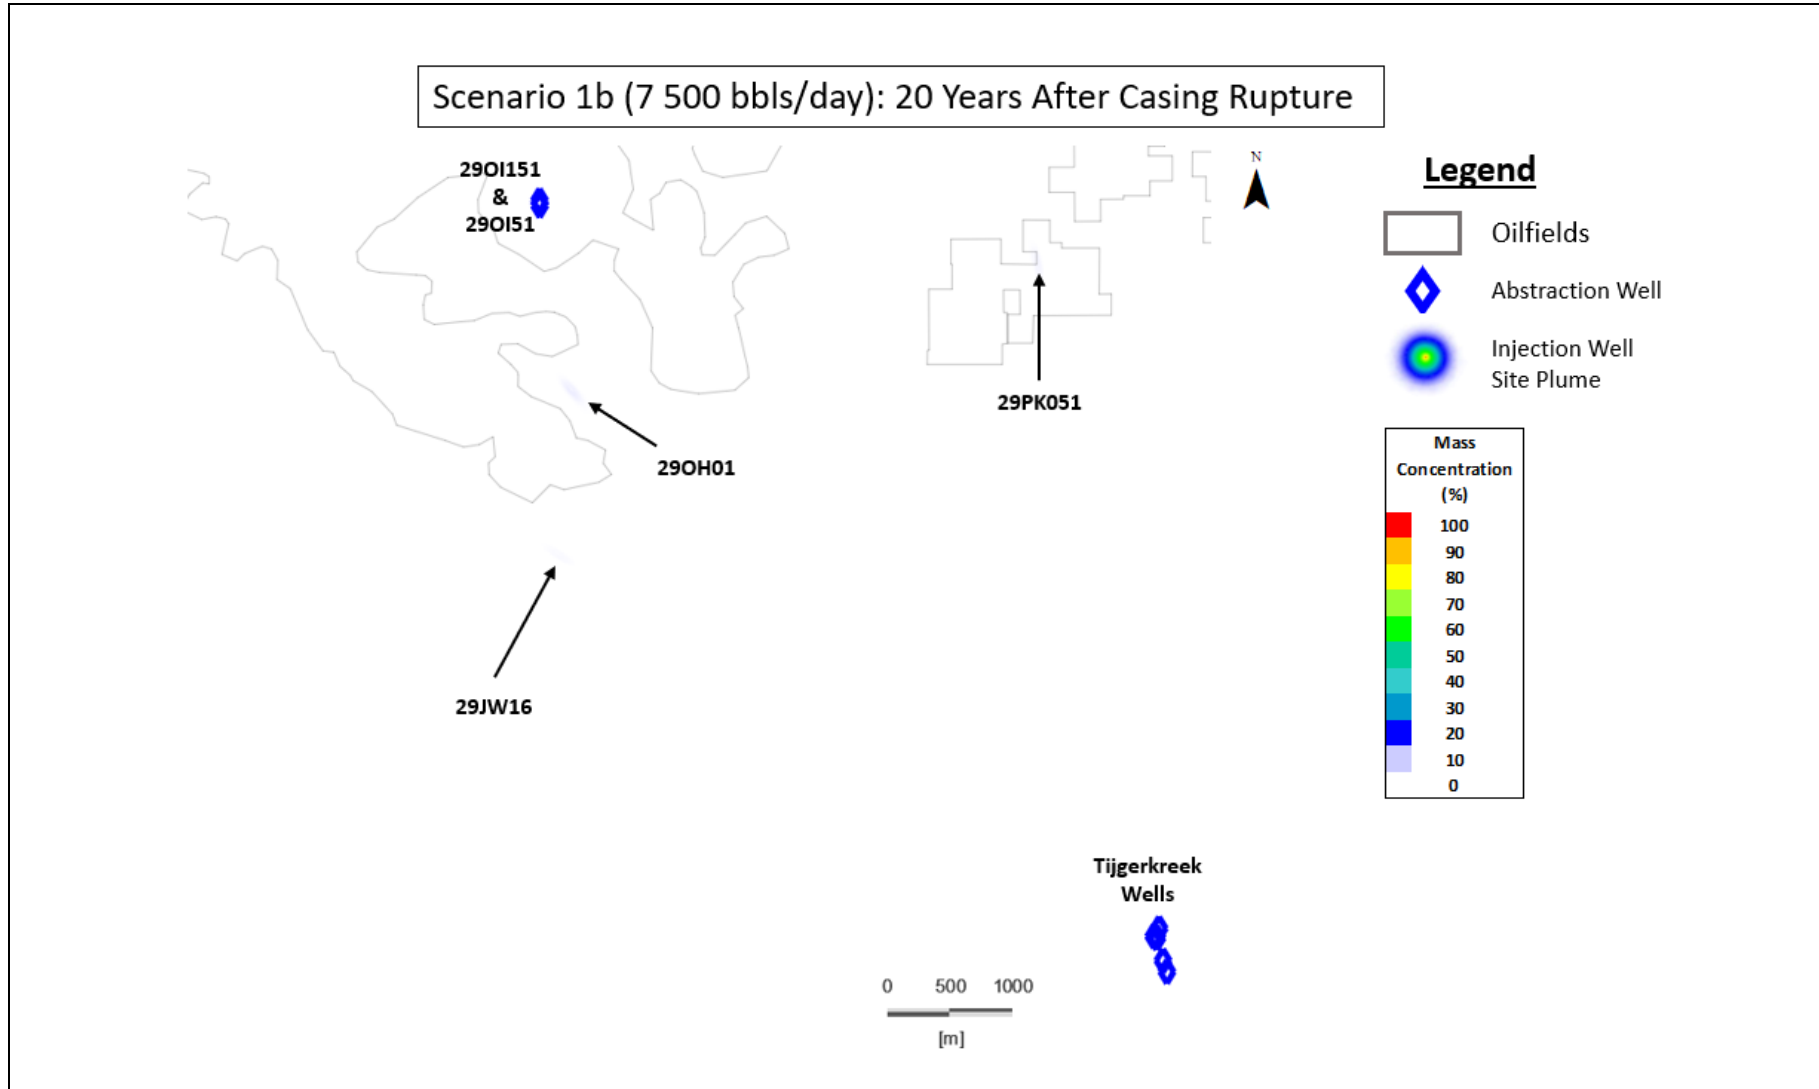 Scenario 1b (7 500 bbls/day): 20 Years After Casing Rupture
29OI151
&
29OI51
N
Legend
Oilfields
Abstraction Well
Injection Well
Site Plume
29PK051
29OH01
29JW16
Mass
Concentration
(%)
100
90
80
70
60
50
40
30
20
10
0
Tijgerkreek
Wells
0 500 1000
[m]